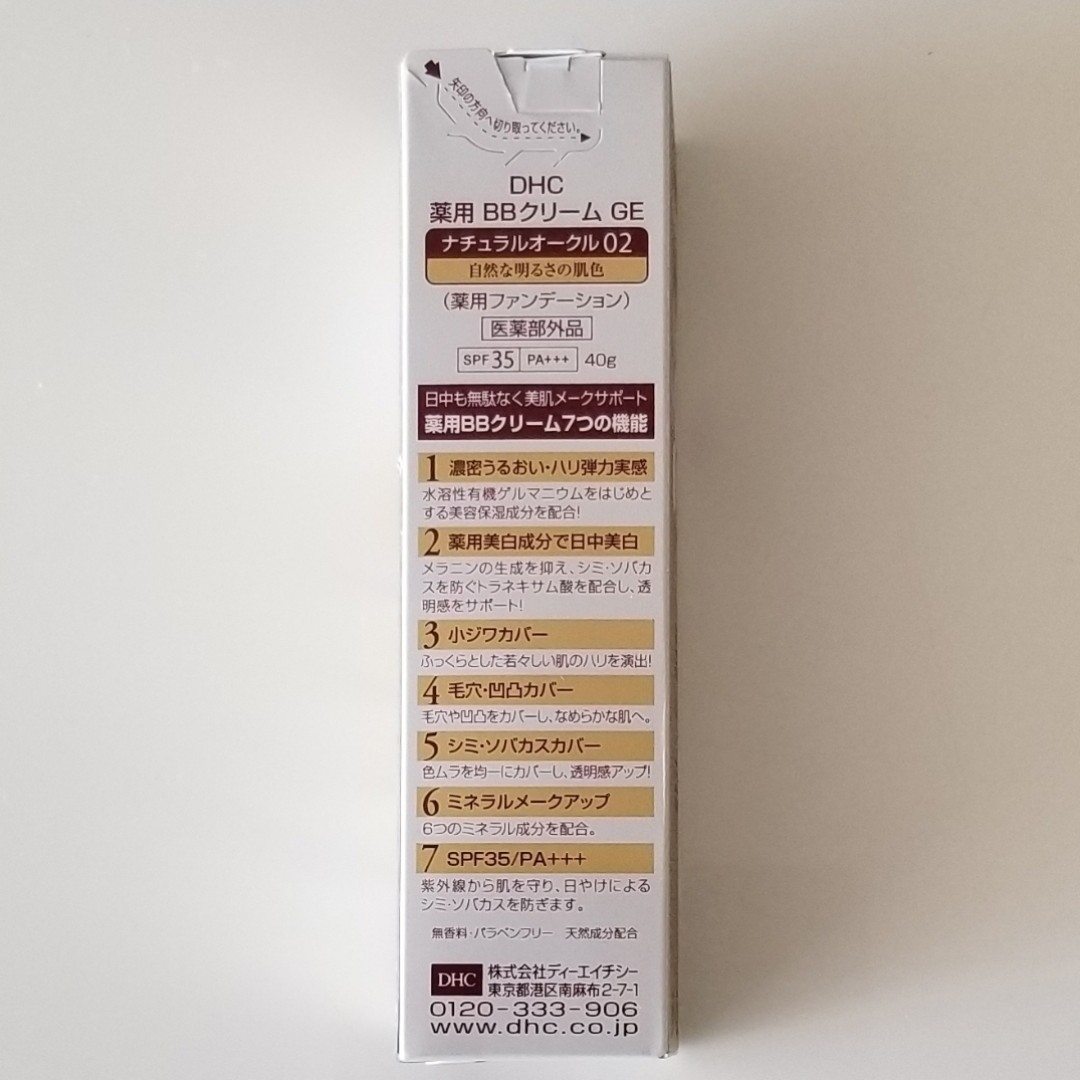 矢印の方向へ切り取ってください。
DHC
薬用 BBクリーム GE
ナチュラルオークル 02
自然な明るさの肌色
(薬用ファンデーション)
医薬部外品
SPF35 PA+++ 40g
日中も無駄なく美肌メークサポート
薬用BBクリーム7つの機能
1 濃密うるおい・ハリ弾力実感
水溶性有機ゲルマニウムをはじめと
する美容保湿成分を配合!
2 薬用美白成分で日中美白
メラニンの生成を抑え、シミ・ソバカ
スを防ぐトラネキサム酸を配合し、透
明感をサポート!
3 小ジワカバー
ふっくらとした若々しい肌のハリを演出!
4 毛穴・凹凸カバー
毛穴や凹凸をカバーし、なめらかな肌へ。
5 シミ・ソバカスカバー
色ムラを均一にカバーし、透明感アップ!
6 ミネラルメークアップ
6つのミネラル成分を配合。
7 SPF35/PA+++
紫外線から肌を守り、日やけによる
シミ・ソバカスを防ぎます。
無香料・パラベンフリー 天然成分配合
DHC 株式会社ディーエイチシー
東京都港区南麻布2-7-1
0120-333-906
www.dhc.co.jp